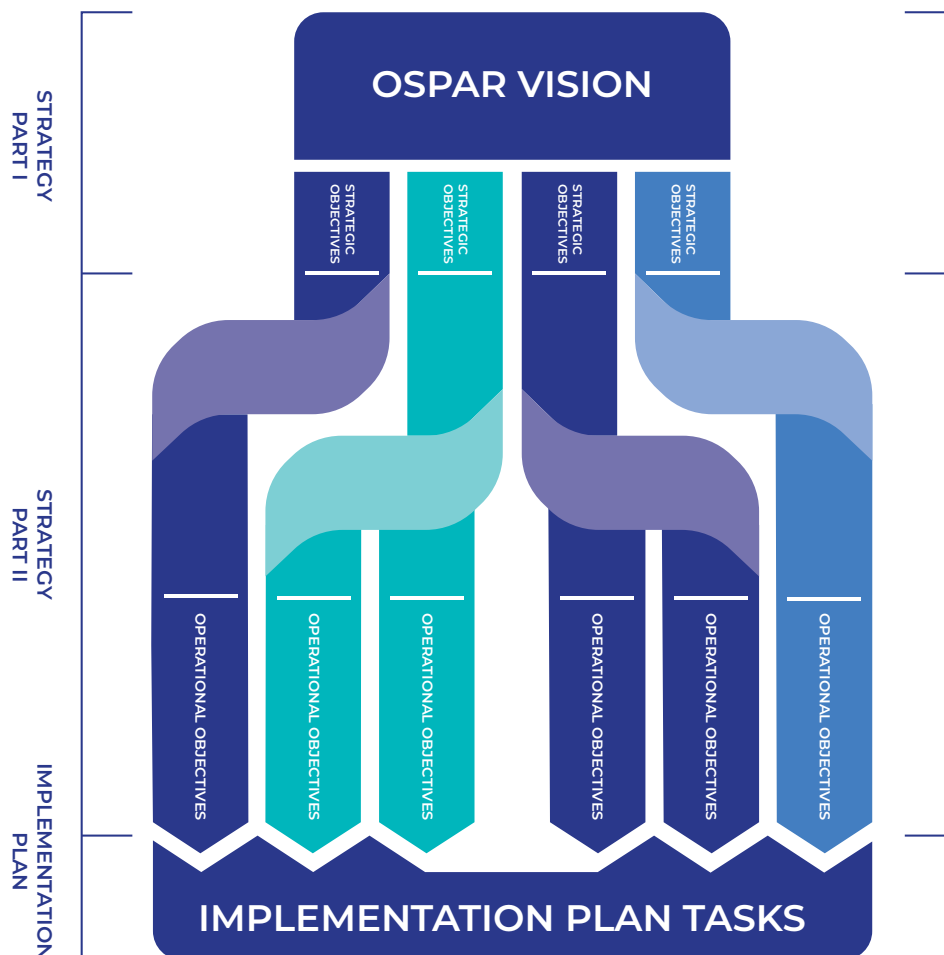 STRATEGY
PART I
OSPAR VISION
STRATEGIC
OBJECTIVES
STRATEGIC
OBJECTIVES
STRATEGIC
OBJECTIVES
STRATEGIC
OBJECTIVES
STRATEGY
PART II
OPERATIONAL OBJECTIVES
OPERATIONAL OBJECTIVES
OPERATIONAL OBJECTIVES
OPERATIONAL OBJECTIVES
OPERATIONAL OBJECTIVES
OPERATIONAL OBJECTIVES
IMPLEMENTATION
PLAN
IMPLEMENTATION PLAN TASKS